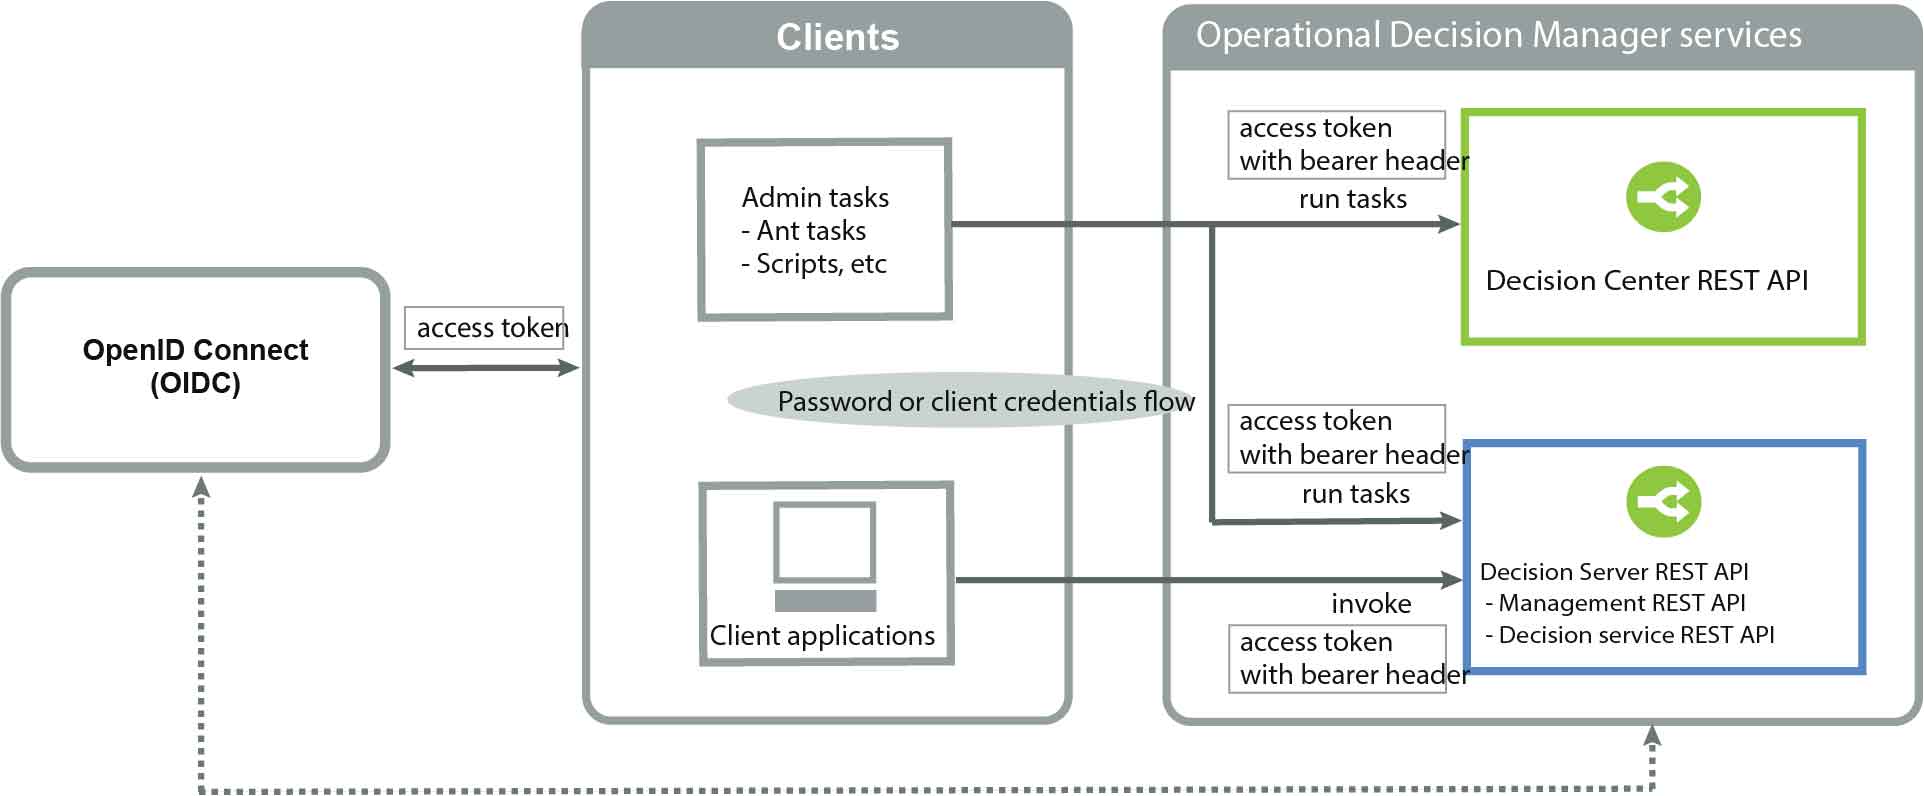 Clients
Operational Decision Manager services
Admin tasks
- Ant tasks
- Scripts, etc
access token
with bearer header
run tasks
Decision Center REST API
OpenID Connect
(OIDC)
access token
Password or client credentials flow
access token
with bearer header
run tasks
Client applications
invoke
access token
with bearer header
Decision Server REST API
- Management REST API
- Decision service REST API